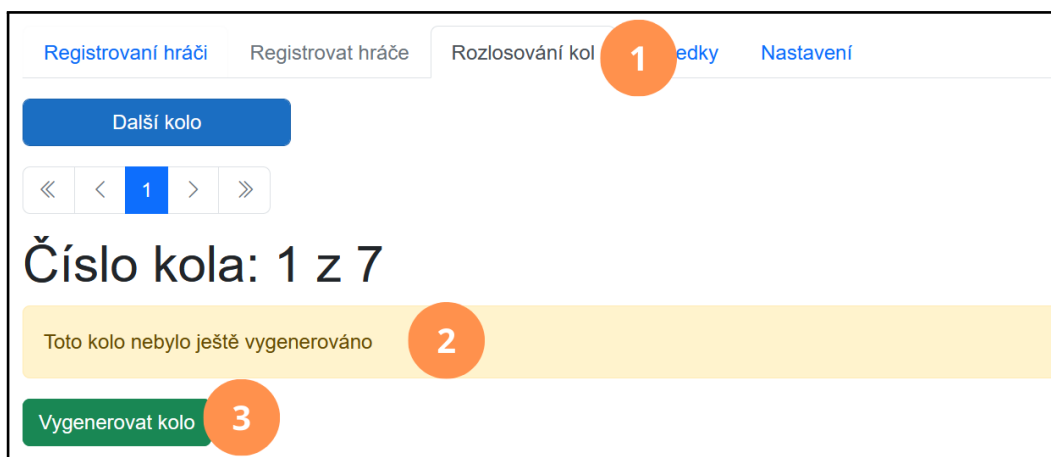 Registrovaní hráči Registrovat hráče Rozlosování kol 1 edky Nastavení
Další kolo
« < 1 > »
Číslo kola: 1 z 7
Toto kolo nebylo ještě vygenerováno 2
Vygenerovat kolo 3